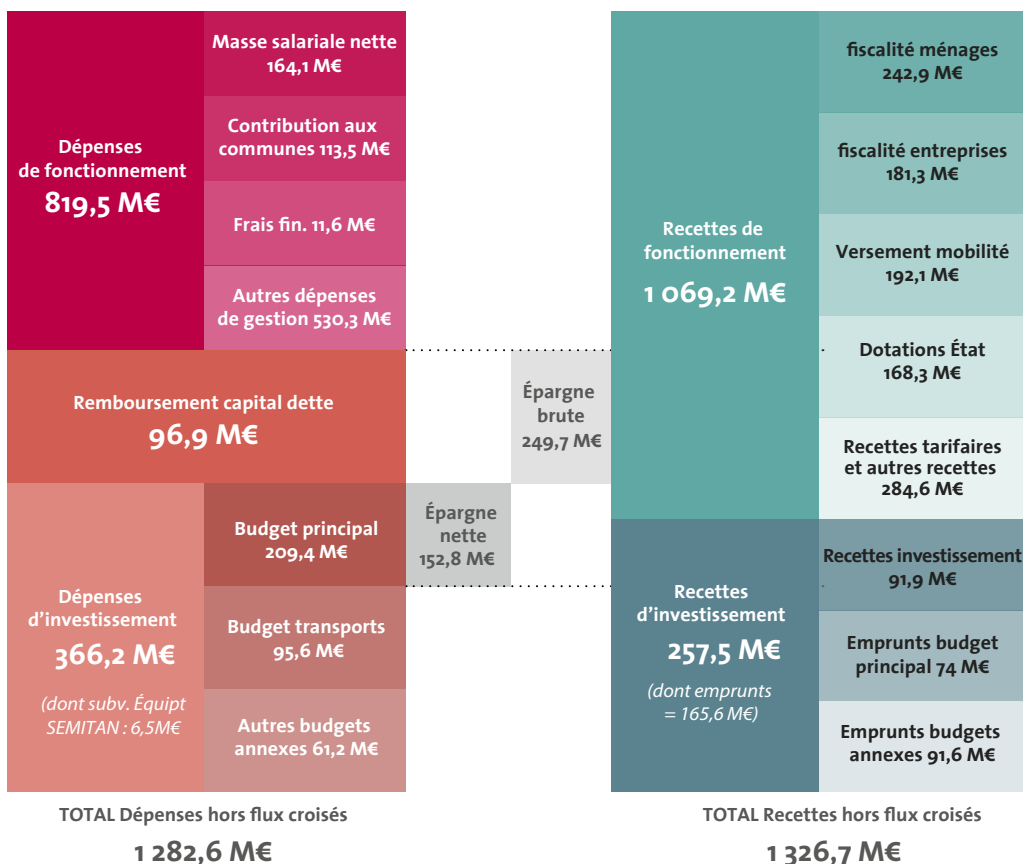 Dépenses
de fonctionnement
819,5 M€
Masse salariale nette
164,1 M€
Contribution aux
communes 113,5 M€
Frais fin. 11,6 M€
Autres dépenses
de gestion 530,3 M€
Remboursement capital dette
96,9 M€
Dépenses
d’investissement
366,2 M€
(dont subv. Équipt
SEMITAN : 6,5M€
Budget principal
209,4 M€
Budget transports
95,6 M€
Autres budgets
annexes 61,2 M€
TOTAL Dépenses hors flux croisés
1 282,6 M€
Épargne
nette
152,8 M€
Épargne
brute
249,7 M€
Recettes de
fonctionnement
1 069,2 M€
fiscalité ménages
242,9 M€
fiscalité entreprises
181,3 M€
Versement mobilité
192,1 M€
Dotations État
168,3 M€
Recettes tarifaires
et autres recettes
284,6 M€
Recettes
d’investissement
257,5 M€
(dont emprunts
= 165,6 M€)
Recettes investissement
91,9 M€
Emprunts budget
principal 74 M€
Emprunts budgets
annexes 91,6 M€
TOTAL Recettes hors flux croisés
1 326,7 M€